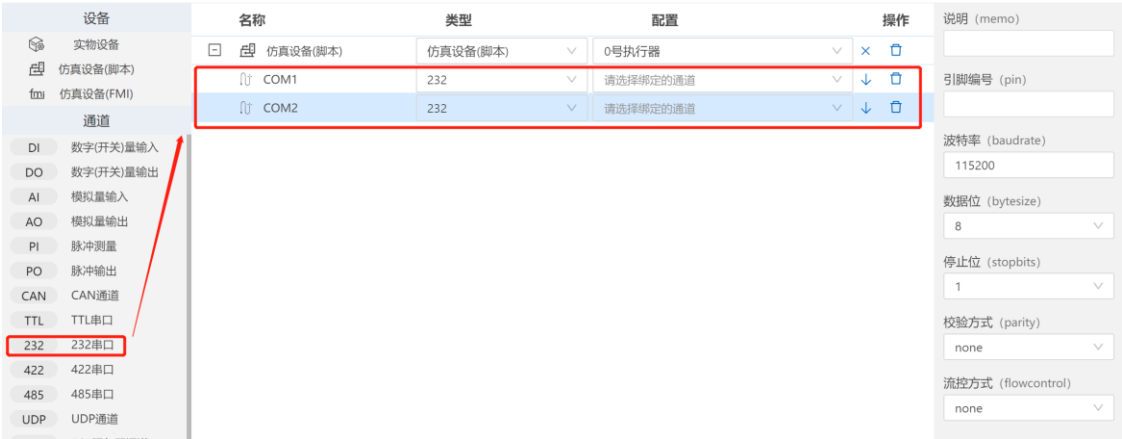 设备
实物设备
仿真设备(脚本)
fmi 仿真设备(FMI)
通道
DI 数字(开关)量输入
DO 数字(开关)量输出
AI 模拟量输入
AO 模拟量输出
PI 脉冲测量
PO 脉冲输出
CAN CAN通道
TTL TTL串口
232 232串口
422 422串口
485 485串口
UDP UDP通道
名称 类型 配置 操作
仿真设备(脚本) 仿真设备(脚本) 0号执行器
COM1 232 请选择绑定的通道
COM2 232 请选择绑定的通道
说明 (memo)
引脚编号 (pin)
波特率 (baudrate)
115200
数据位 (bytesize)
8
停止位 (stopbits)
1
校验方式 (parity)
none
流控方式 (flowcontrol)
none